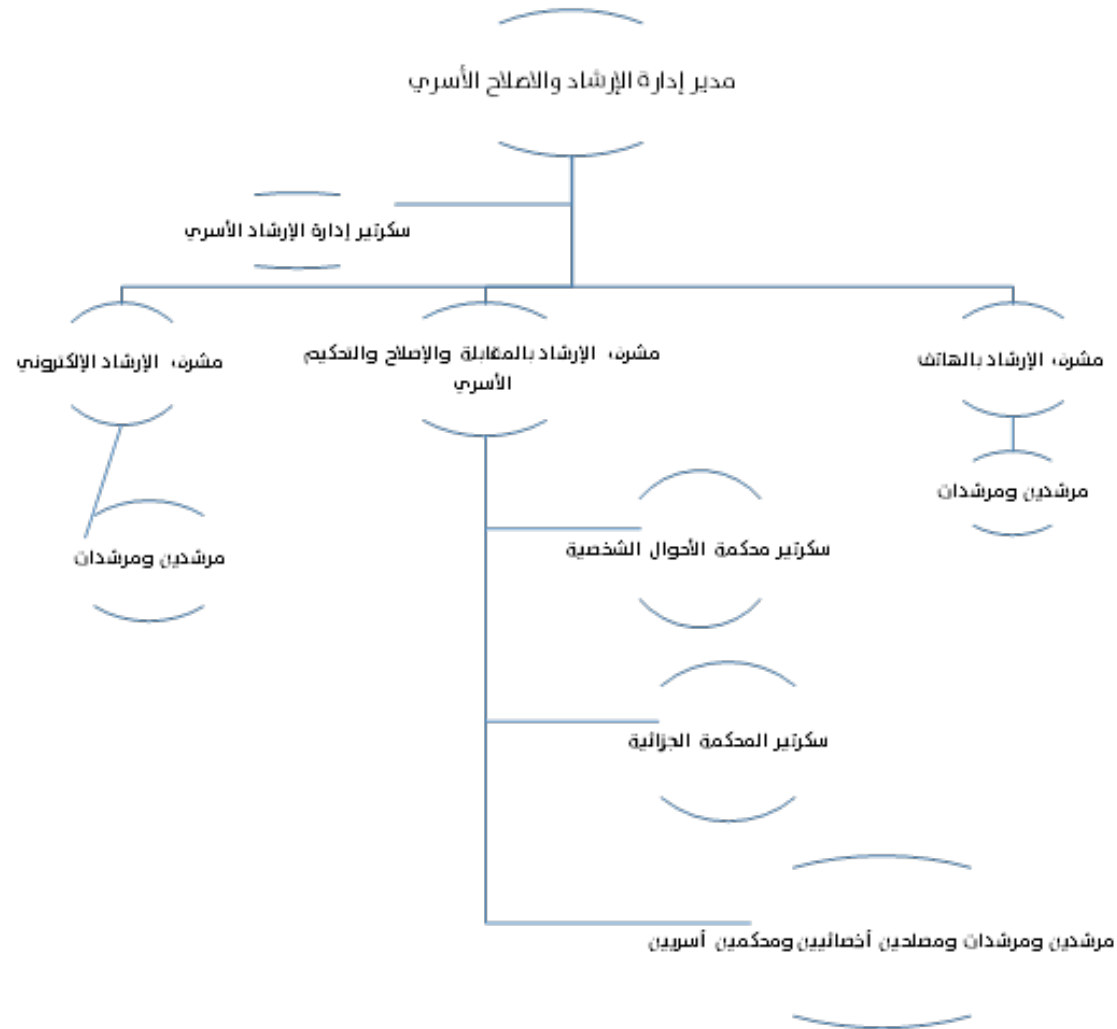 مدير إدارة الإرشاد والاصلاح الأسري
سكرتير إدارة الإرشاد الأسري
مشرف الإرشاد بالهاتف
مشرف الإرشاد بالمقابلة والإصلاح والتحكيم
الأسري
مشرف الإرشاد الإلكتروني
مرشدين ومرشدات
مرشدين ومرشدات
سكرتير محكمة الأحوال الشخصية
سكرتير المحكمة الجزائية
مرشدين ومرشدات ومصلحين أخصائيين ومحكمين أسريين